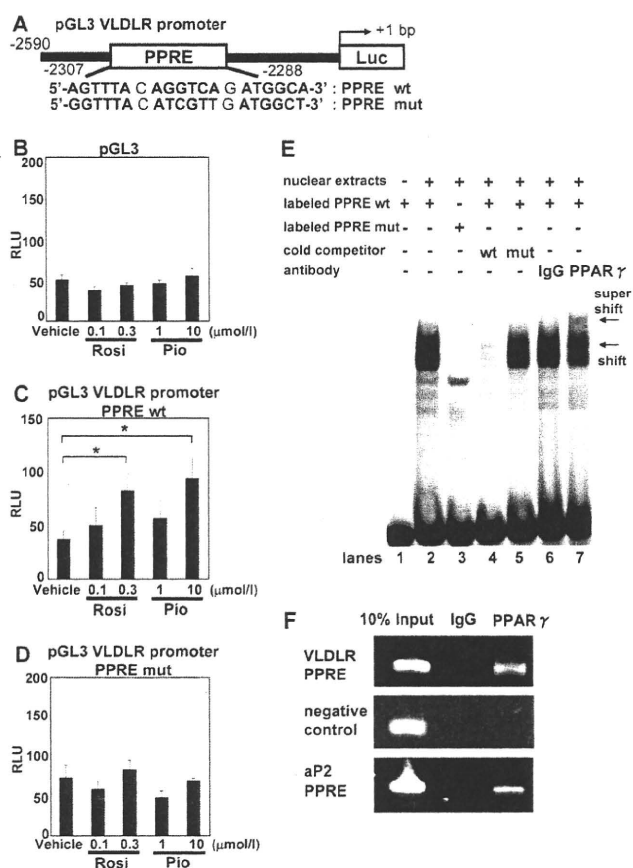 A
pGL3 VLDLR promoter
-2590
+1 bp
PPRE
Luc
-2307
-2288
5'-AGTTTA C AGGTCA G ATGGCA-3' : PPRE wt
5'-GGTTTA C ATCGTT G ATGGCT-3' : PPRE mut
B
pGL3
200
150
100
50
0
RLU
Vehicle 0.1 0.3 1 10 (μmol/l)
Rosi Pio
C
pGL3 VLDLR promoter
PPRE wt
150
100
50
0
RLU
*
*
Vehicle 0.1 0.3 1 10 (μmol/l)
Rosi Pio
D
pGL3 VLDLR promoter
PPRE mut
200
150
100
50
0
RLU
Vehicle 0.1 0.3 1 10 (μmol/l)
Rosi Pio
E
nuclear extracts - + + + + + +
labeled PPRE wt + + - + + + +
labeled PPRE mut - - + - - - -
cold competitor - - - wt mut - -
antibody - - - - - IgG PPAR γ
super
shift
shift
lanes 1 2 3 4 5 6 7
F
10% Input IgG PPAR γ
VLDLR
PPRE
negative
control
aP2
PPRE